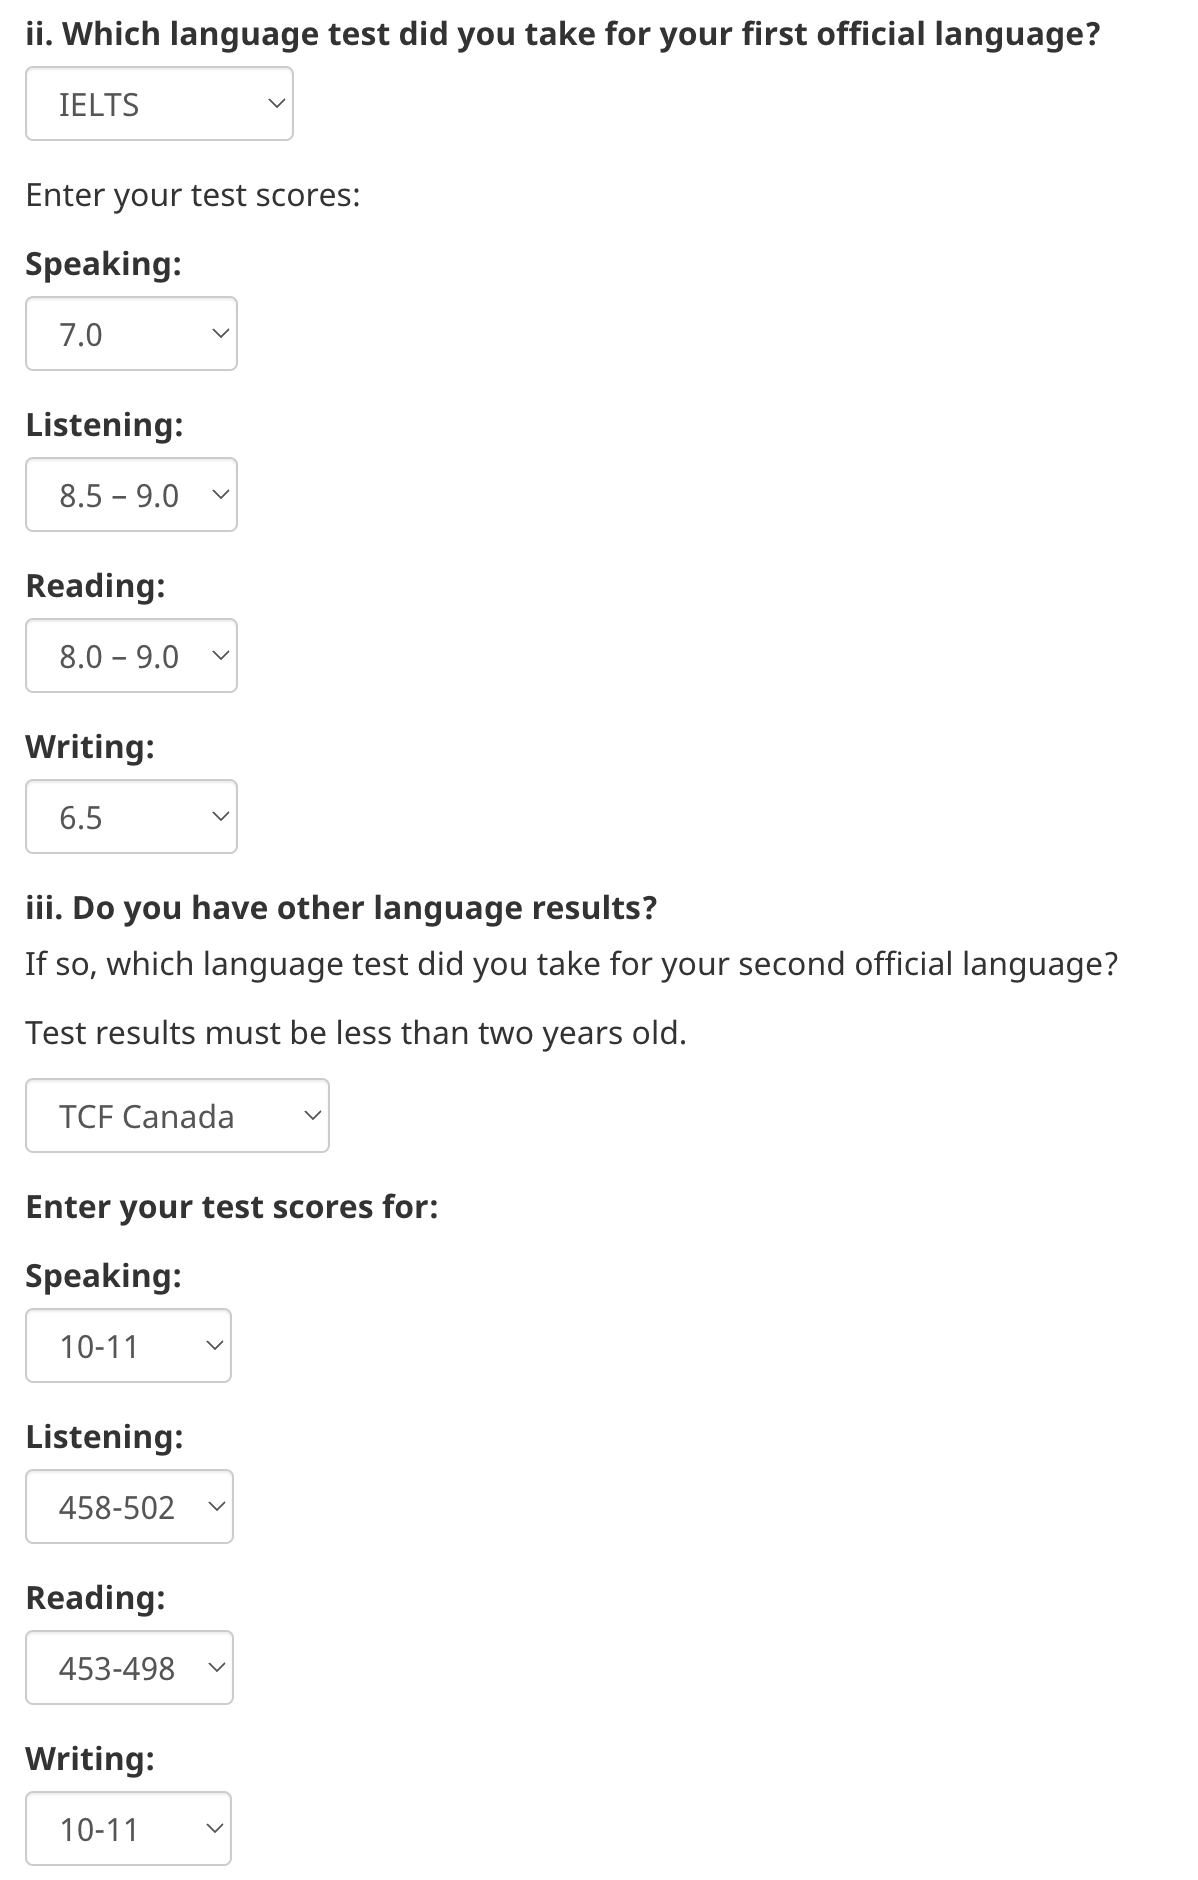 ii. Which language test did you take for your first official language?
IELTS
Enter your test scores:
Speaking:
7.0
Listening:
8.5 – 9.0
Reading:
8.0 – 9.0
Writing:
6.5
iii. Do you have other language results?
If so, which language test did you take for your second official language?
Test results must be less than two years old.
TCF Canada
Enter your test scores for:
Speaking:
10-11
Listening:
458-502
Reading:
453-498
Writing:
10-11